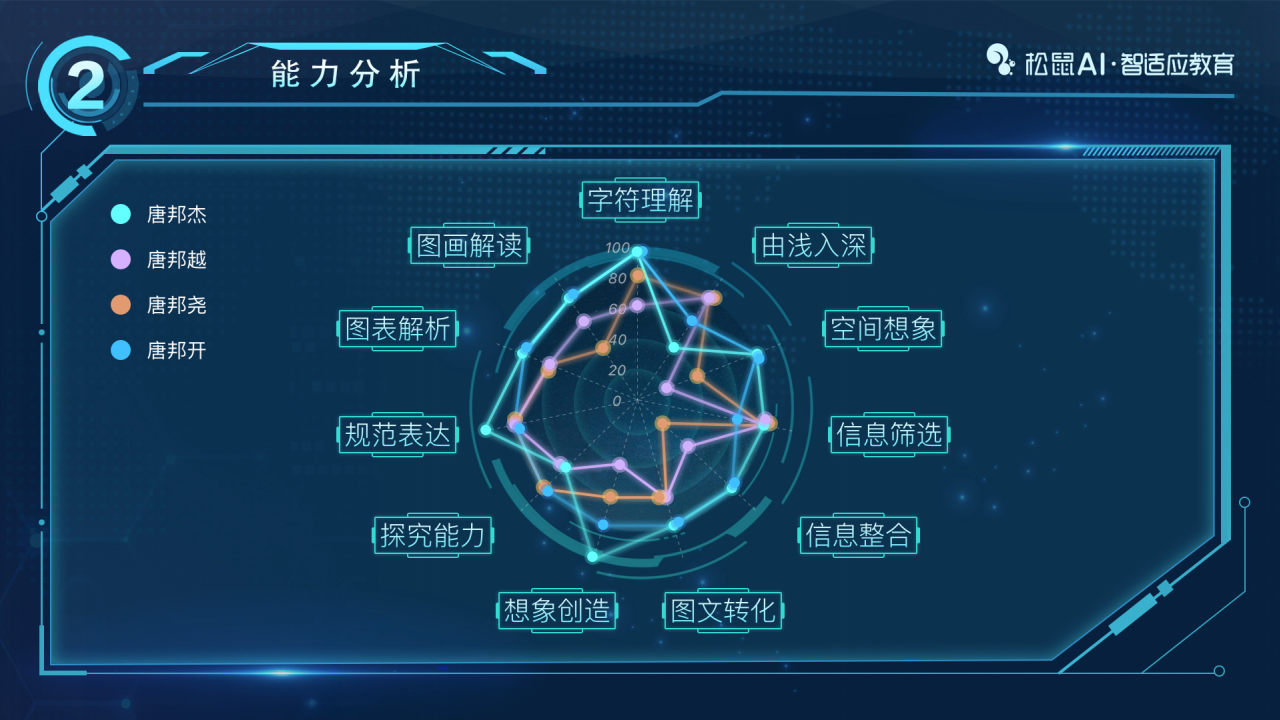 2
能力分析
松鼠AI·智适应教育
唐邦杰
唐邦越
唐邦尧
唐邦开
字符理解
图画解读
由浅入深
图表解析
空间想象
规范表达
信息筛选
探究能力
信息整合
想象创造
图文转化
100
80
60
40
20
0